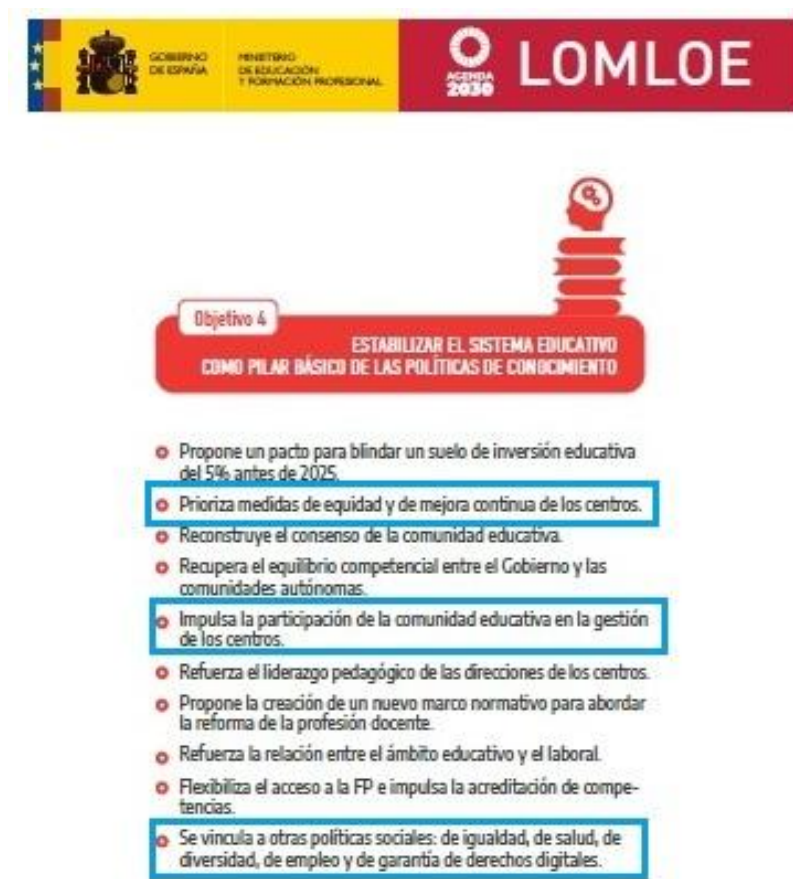 GOBIERNO
DE ESPAÑA
MINISTERIO
DE EDUCACIÓN
Y FORMACIÓN PROFESIONAL
AGENDA
2030
LOMLOE
Objetivo 4
ESTABILIZAR EL SISTEMA EDUCATIVO
COMO PILAR BÁSICO DE LAS POLÍTICAS DE CONOCIMIENTO
Propone un pacto para blindar un suelo de inversión educativa
del 5% antes de 2025.
Prioriza medidas de equidad y de mejora continua de los centros.
Reconstruye el consenso de la comunidad educativa.
Recupera el equilibrio competencial entre el Gobierno y las
comunidades autónomas.
Impulsa la participación de la comunidad educativa en la gestión
de los centros.
Refuerza el liderazgo pedagógico de las direcciones de los centros.
Propone la creación de un nuevo marco normativo para abordar
la reforma de la profesión docente.
Refuerza la relación entre el ámbito educativo y el laboral.
Flexibiliza el acceso a la FP e impulsa la acreditación de compe-
tencias.
Se vincula a otras políticas sociales: de igualdad, de salud, de
diversidad, de empleo y de garantía de derechos digitales.